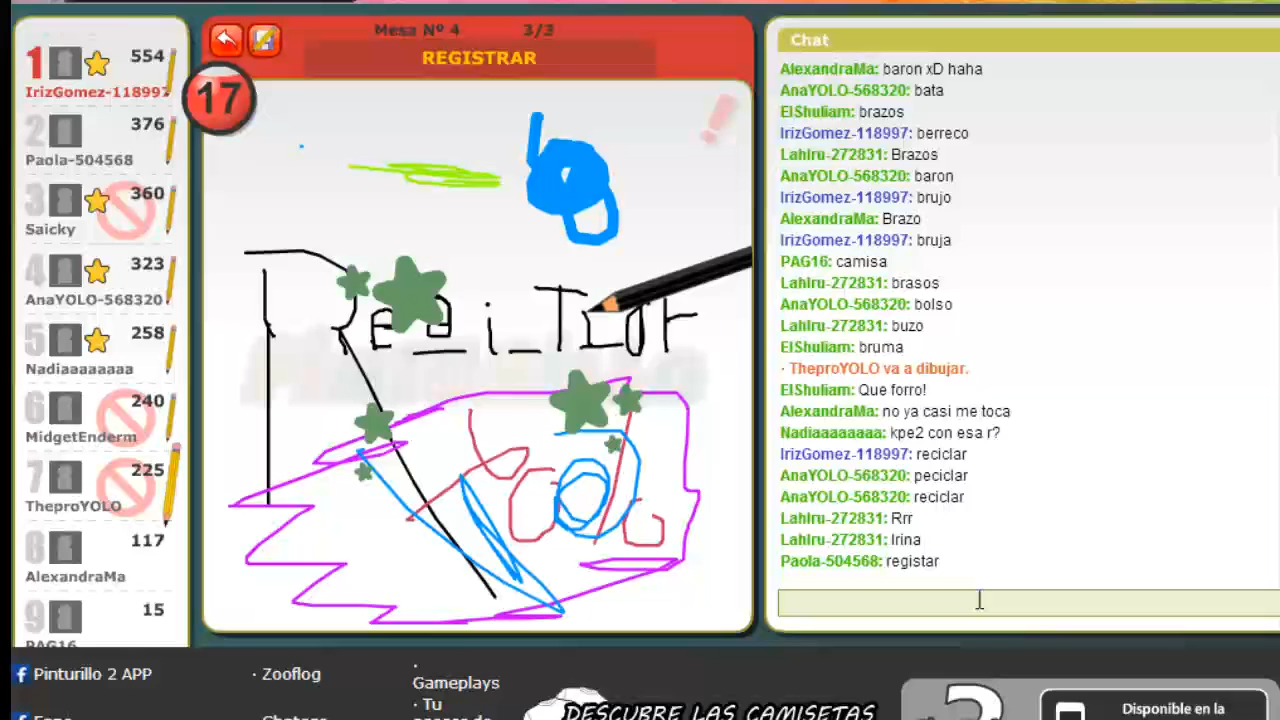 Mesa Nº 4 3/3
REGISTRAR
17
1 554
IrizGomez-118997
2 376
Paola-504568
3 360
Saicky
4 323
AnaYOLO-568320
5 258
Nadiaaaaaaaa
6 240
MidgetEnderm
7 225
TheproYOLO
8 117
AlexandraMa
9 15
PAG16
Chat
AlexandraMa: baron xD haha
AnaYOLO-568320: bata
ElShuliam: brazos
IrizGomez-118997: berreco
Lahiru-272831: Brazos
AnaYOLO-568320: baron
IrizGomez-118997: brujo
AlexandraMa: Brazo
IrizGomez-118997: bruja
PAG16: camisa
Lahiru-272831: brasos
AnaYOLO-568320: bolso
Lahiru-272831: buzo
ElShuliam: bruma
· TheproYOLO va a dibujar.
ElShuliam: Que forro!
AlexandraMa: no ya casi me toca
Nadiaaaaaaaa: kpe2 con esa r?
IrizGomez-118997: reciclar
AnaYOLO-568320: peciclar
AnaYOLO-568320: reciclar
Lahiru-272831: Rrr
Lahiru-272831: Irina
Paola-504568: registar
Pinturillo 2 APP
· Zooflog
· Gameplays
· Tu
DESCUBRE LAS CAMISETAS
Disponible en la